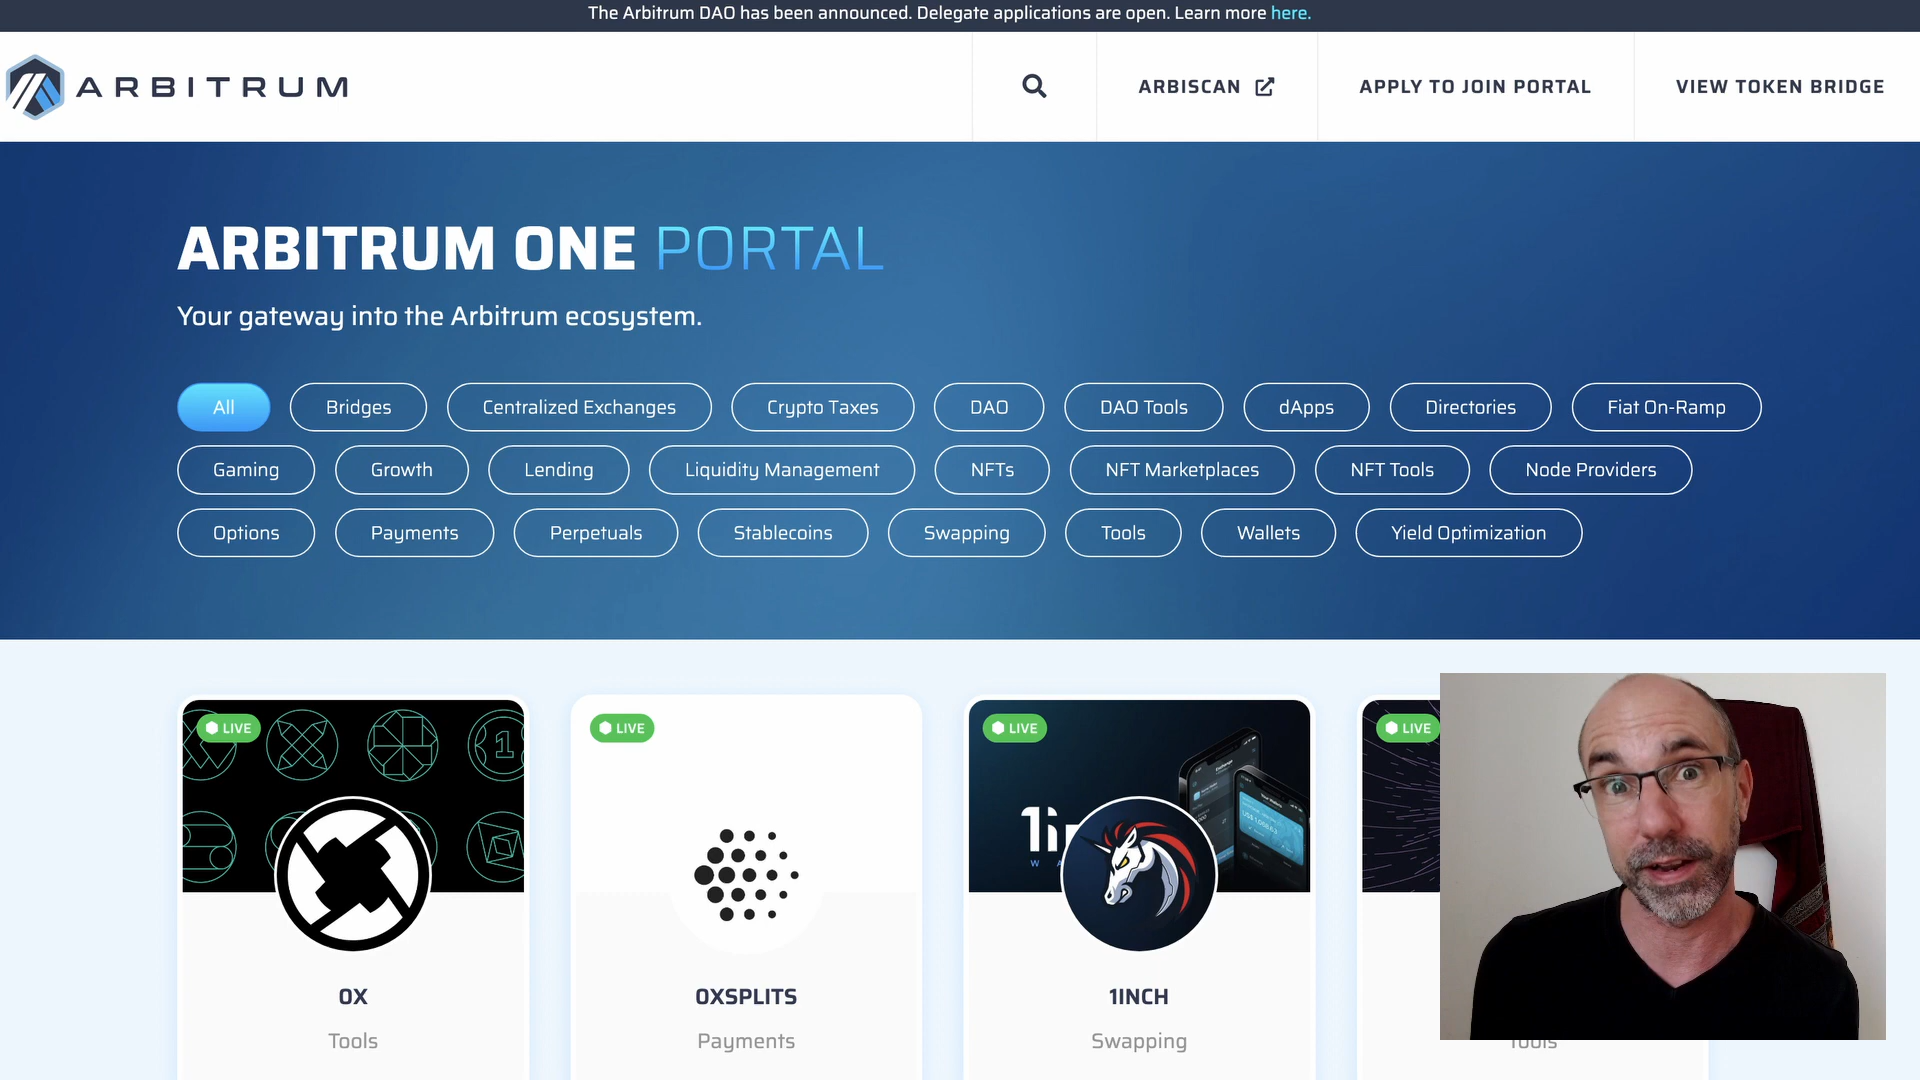 The Arbitrum DAO has been announced. Delegate applications are open. Learn more here.
ARBITRUM
ARBISCAN
APPLY TO JOIN PORTAL
VIEW TOKEN BRIDGE
ARBITRUM ONE PORTAL
Your gateway into the Arbitrum ecosystem.
All
Bridges
Centralized Exchanges
Crypto Taxes
DAO
DAO Tools
dApps
Directories
Fiat On-Ramp
Gaming
Growth
Lending
Liquidity Management
NFTs
NFT Marketplaces
NFT Tools
Node Providers
Options
Payments
Perpetuals
Stablecoins
Swapping
Tools
Wallets
Yield Optimization
LIVE
LIVE
LIVE
LIVE
1
0X
Tools
0XSPLITS
Payments
1INCH
Swapping
Tools